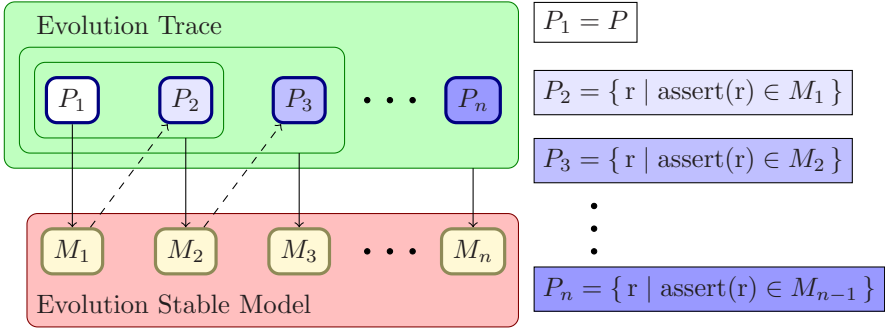 Evolution Trace
P₁ P₂ P₃ • • • Pₙ
M₁ M₂ M₃ • • • Mₙ
Evolution Stable Model
P₁ = P
P₂ = { r | assert(r) ∈ M₁ }
P₃ = { r | assert(r) ∈ M₂ }
Pₙ = { r | assert(r) ∈ Mₙ₋₁ }